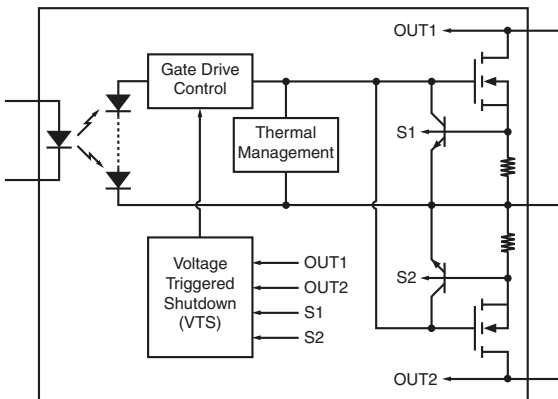 OUT1
Gate Drive
Control
Thermal
Management
S1
Voltage
Triggered
Shutdown
(VTS)
OUT1
OUT2
S1
S2
S2
OUT2